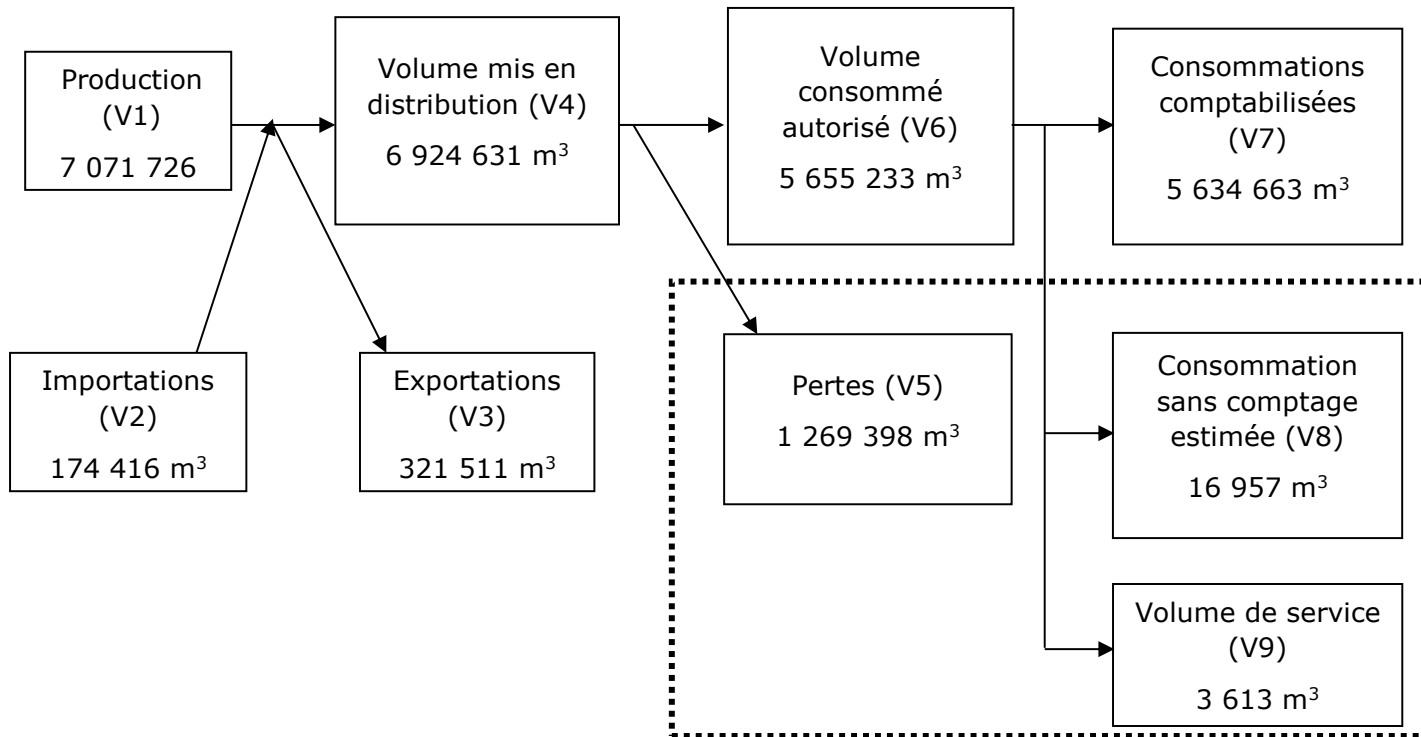 Production
(V1)
7 071 726
Volume mis en
distribution (V4)
6 924 631 m³
Volume
consommé
autorisé (V6)
5 655 233 m³
Consommations
comptabilisées
(V7)
5 634 663 m³
Importations
(V2)
174 416 m³
Exportations
(V3)
321 511 m³
Pertes (V5)
1 269 398 m³
Consommation
sans comptage
estimée (V8)
16 957 m³
Volume de service
(V9)
3 613 m³